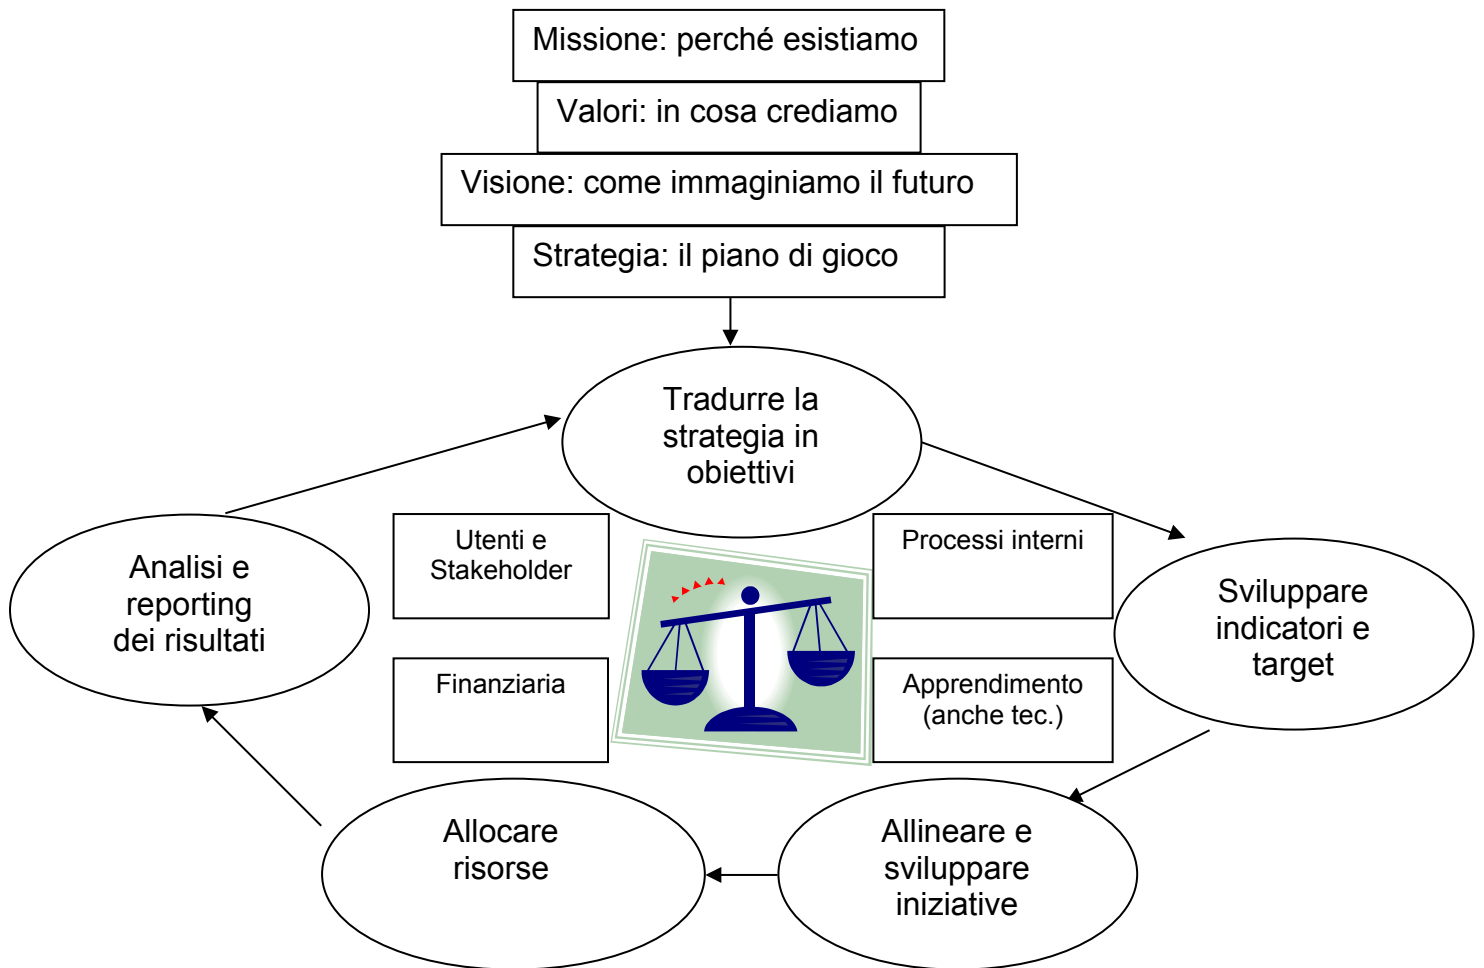 Missione: perché esistiamo
Valori: in cosa crediamo
Visione: come immaginiamo il futuro
Strategia: il piano di gioco
Tradurre la
strategia in
obiettivi
Utenti e
Stakeholder
Processi interni
Analisi e
reporting
dei risultati
Sviluppare
indicatori e
target
Finanziaria
Apprendimento
(anche tec.)
Allocare
risorse
Allineare e
sviluppare
iniziative